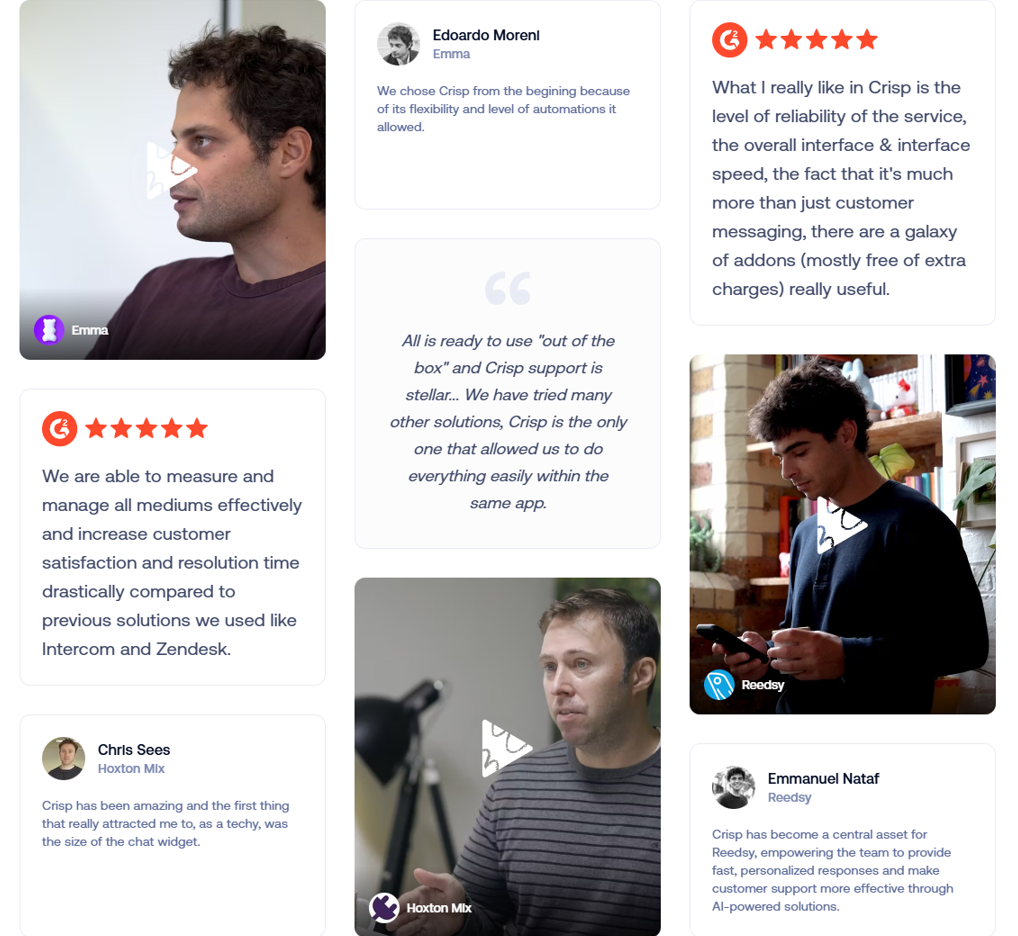 Emma
We are able to measure and
manage all mediums effectively
and increase customer
satisfaction and resolution time
drastically compared to
previous solutions we used like
Intercom and Zendesk.
Chris Sees
Hoxton Mix
Crisp has been amazing and the first thing
that really attracted me to, as a techy, was
the size of the chat widget.
Edoardo Moreni
Emma
We chose Crisp from the begining because
of its flexibility and level of automations it
allowed.
“
All is ready to use "out of the
box" and Crisp support is
stellar... We have tried many
other solutions, Crisp is the only
one that allowed us to do
everything easily within the
same app.
Hoxton Mix
What I really like in Crisp is the
level of reliability of the service,
the overall interface & interface
speed, the fact that it's much
more than just customer
messaging, there are a galaxy
of addons (mostly free of extra
charges) really useful.
Reedsy
Emmanuel Nataf
Reedsy
Crisp has become a central asset for
Reedsy, empowering the team to provide
fast, personalized responses and make
customer support more effective through
AI-powered solutions.